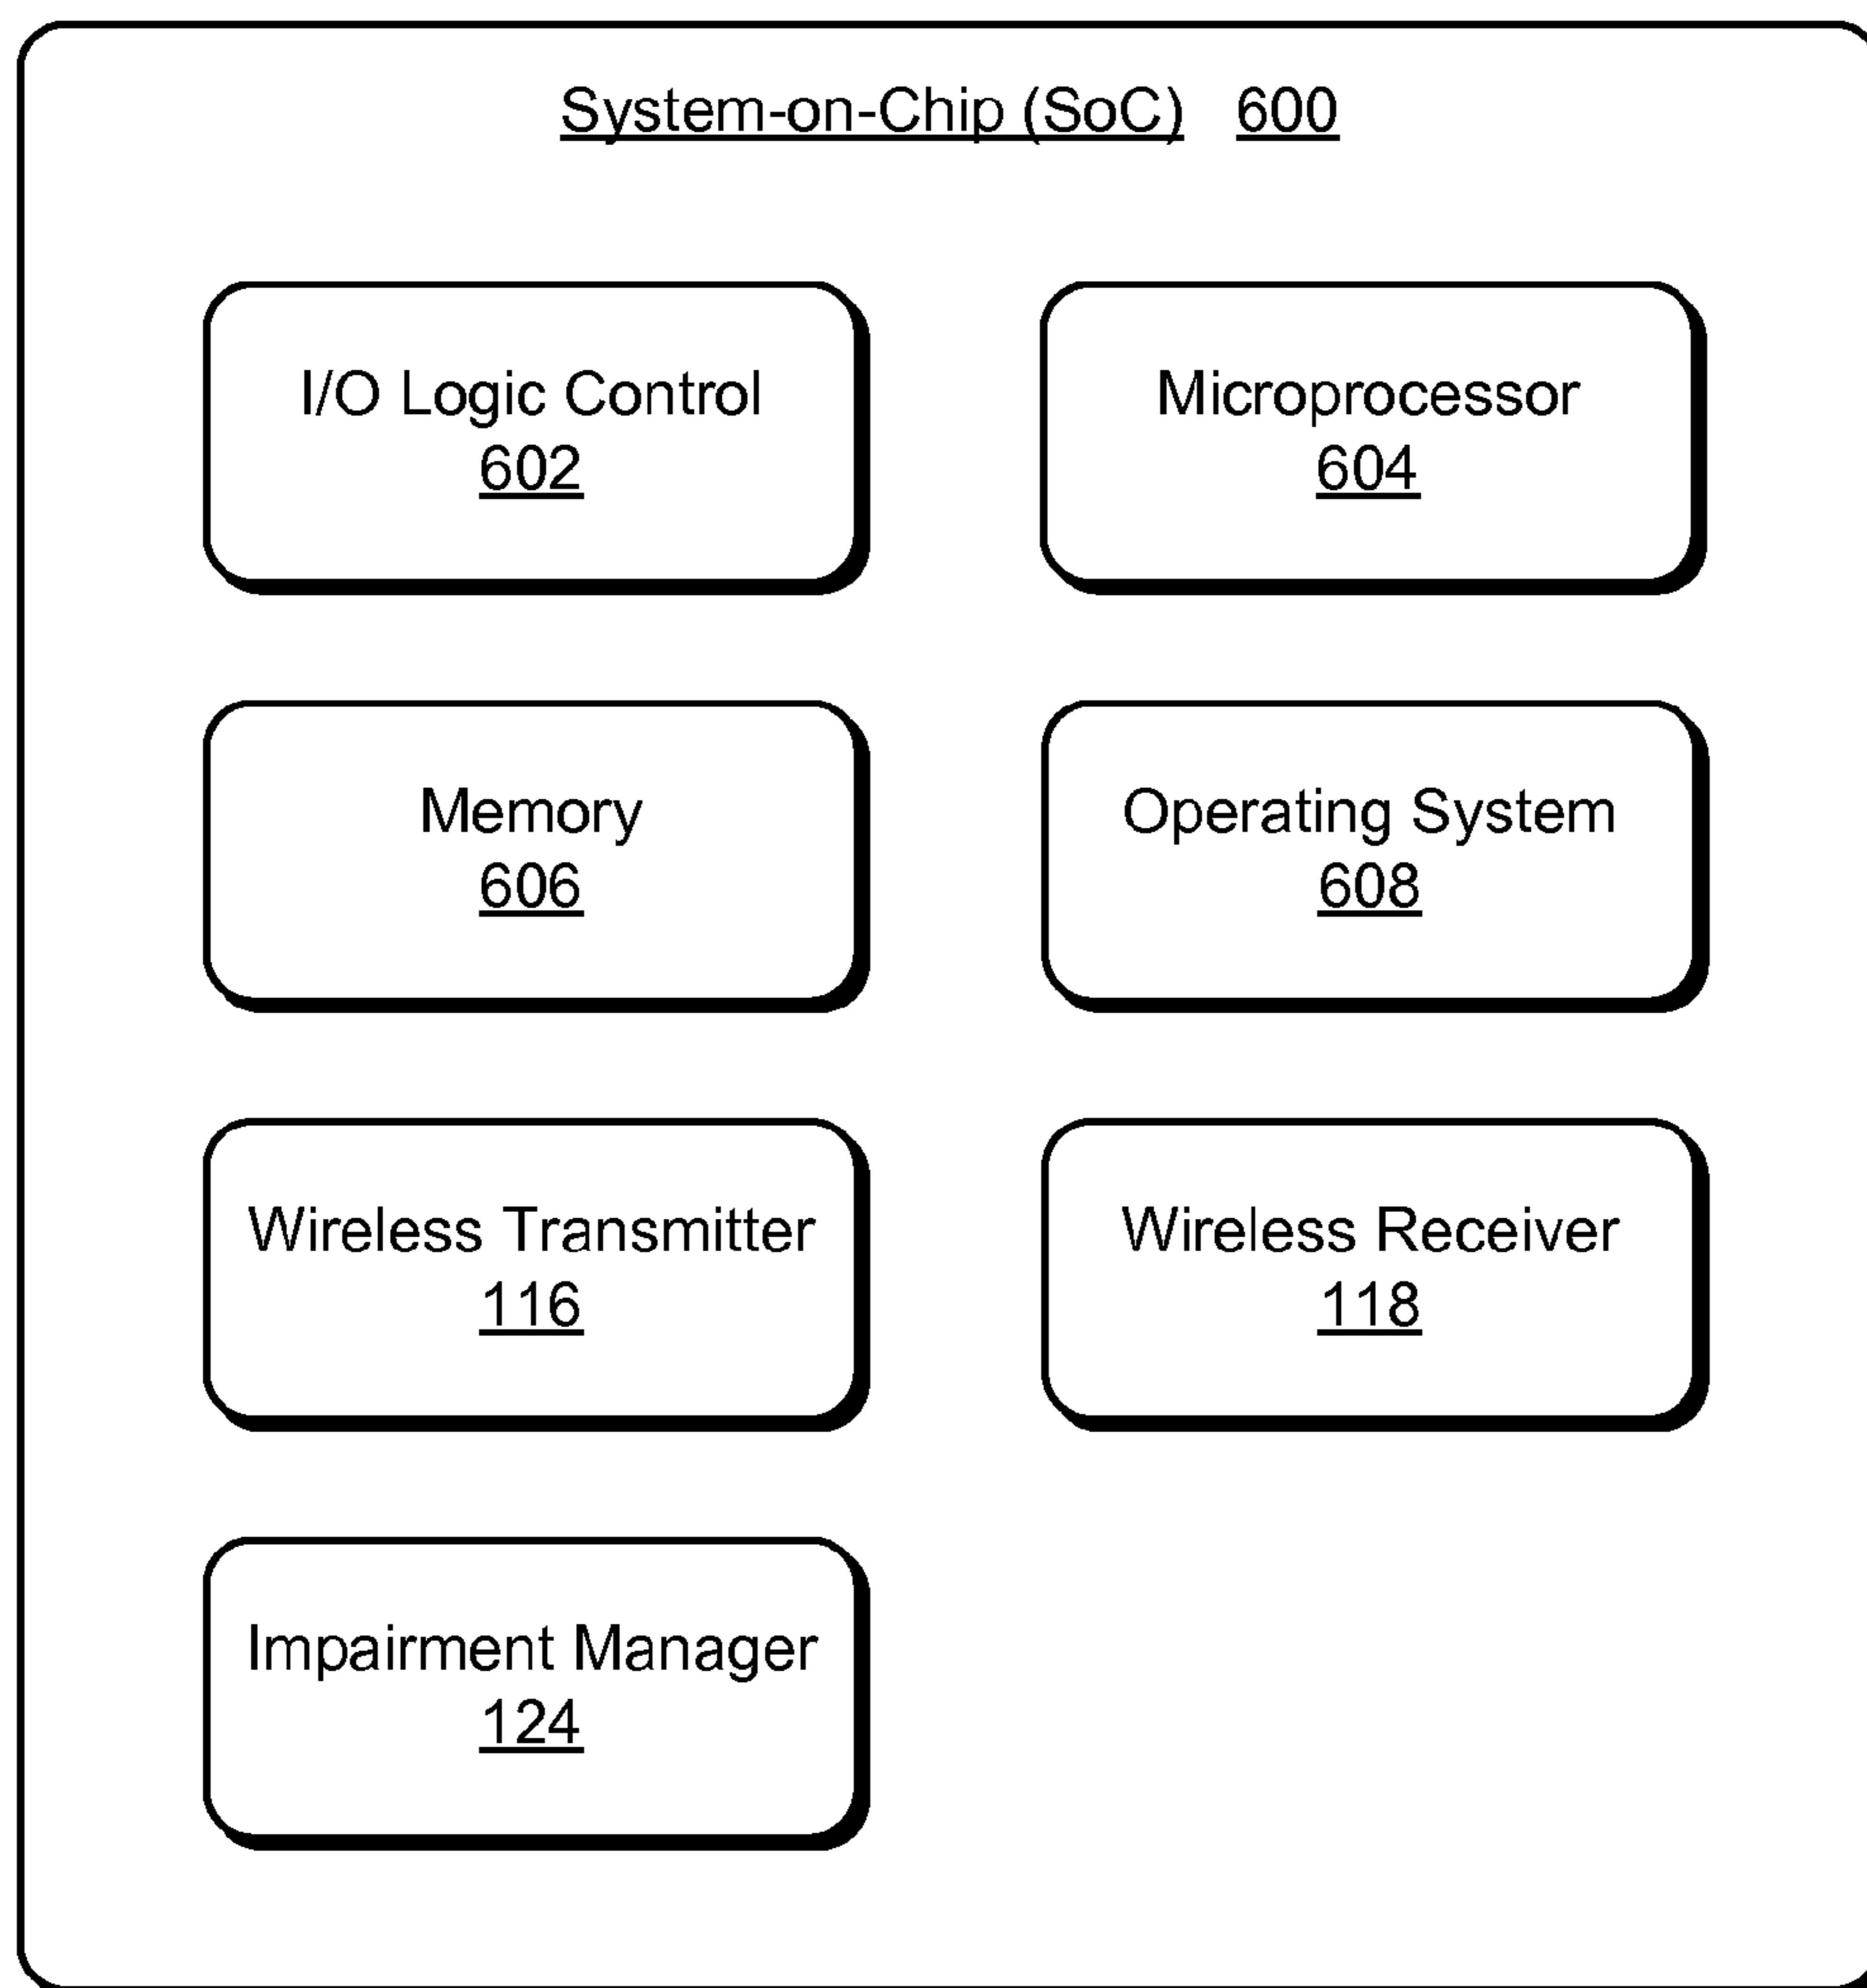 System-on-Chip (SoC) 600
I/O Logic Control
602
Microprocessor
604
Memory
606
Operating System
608
Wireless Transmitter
116
Wireless Receiver
118
Impairment Manager
124